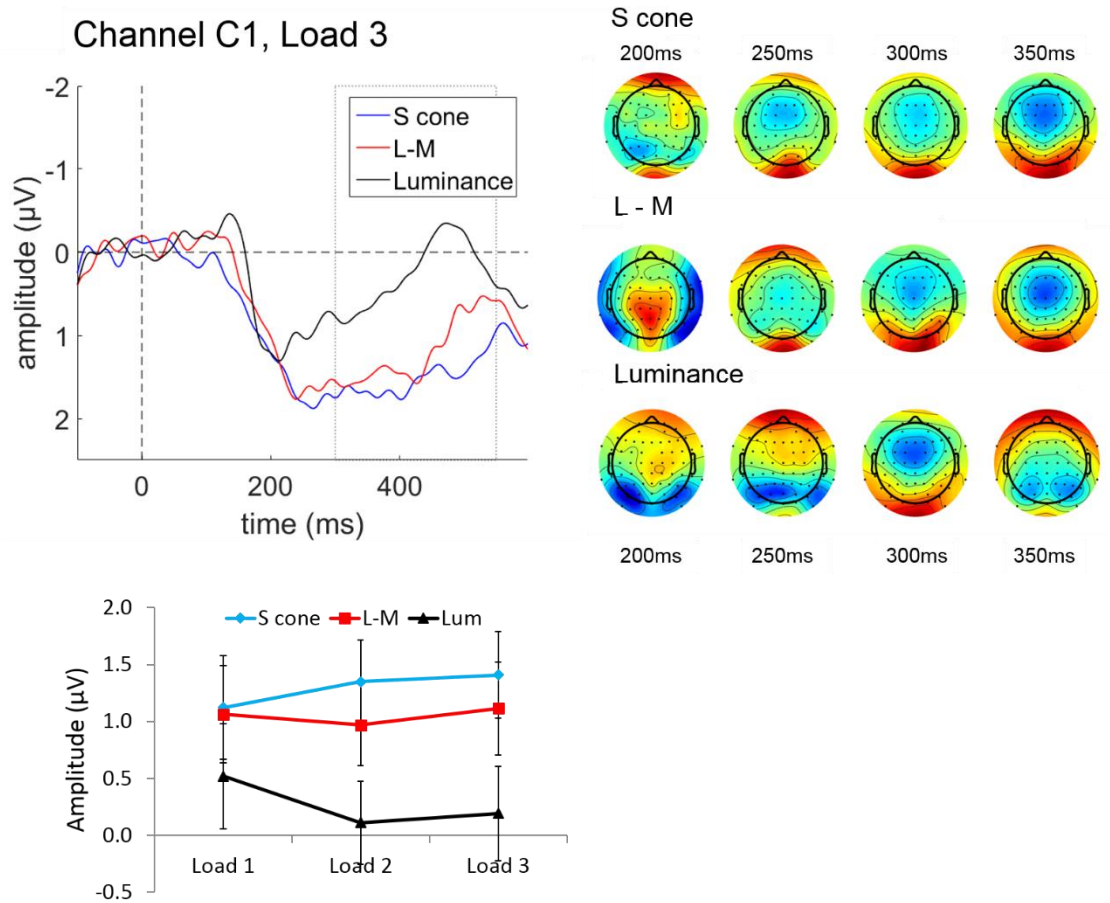 Channel C1, Load 3
-2
-1
0
1
2
amplitude (µV)
S cone
L-M
Luminance
0 200 400
time (ms)
S cone
200ms 250ms 300ms 350ms
L - M
Luminance
200ms 250ms 300ms 350ms
2.0
1.5
1.0
0.5
0.0
-0.5
Amplitude (µV)
S cone L-M Lum
Load 1 Load 2 Load 3